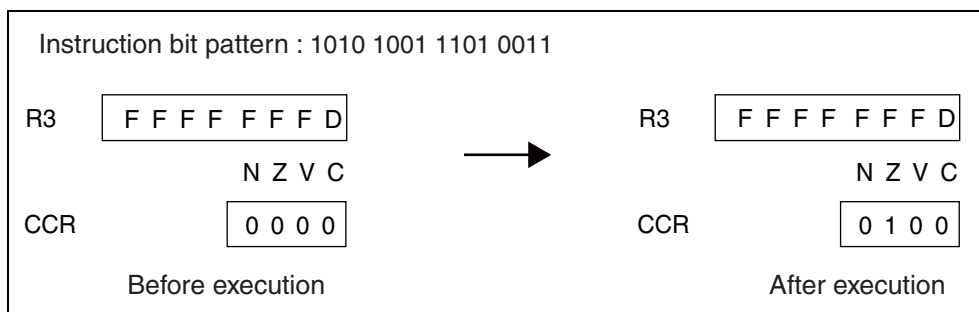 Instruction bit pattern : 1010 1001 1101 0011
R3 F F F F F F F D R3 F F F F F F F D
N Z V C N Z V C
CCR 0 0 0 0 CCR 0 1 0 0
Before execution After execution